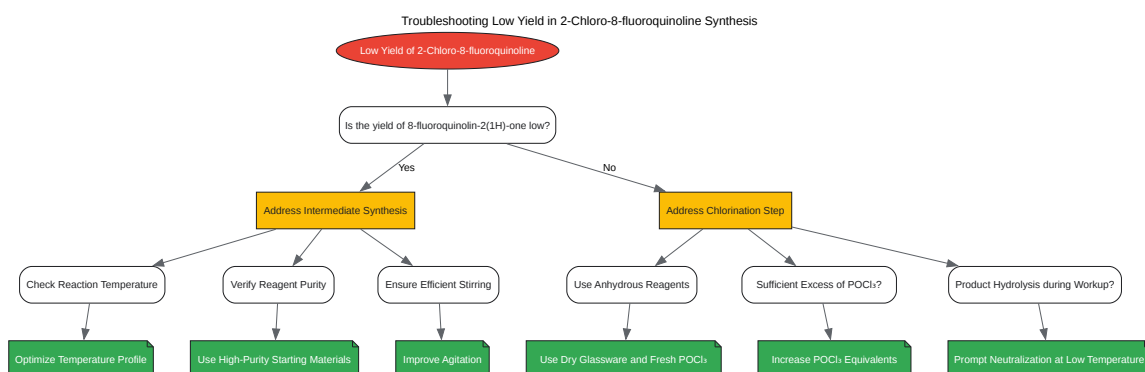 Troubleshooting Low Yield in 2-Chloro-8-fluoroquinoline Synthesis
Low Yield of 2-Chloro-8-fluoroquinoline
Is the yield of 8-fluoroquinolin-2(1H)-one low?
Yes
No
Address Intermediate Synthesis
Address Chlorination Step
Check Reaction Temperature
Verify Reagent Purity
Ensure Efficient Stirring
Use Anhydrous Reagents
Sufficient Excess of POCl₃?
Product Hydrolysis during Workup?
Optimize Temperature Profile
Use High-Purity Starting Materials
Improve Agitation
Use Dry Glassware and Fresh POCl₃
Increase POCl₃ Equivalents
Prompt Neutralization at Low Temperature